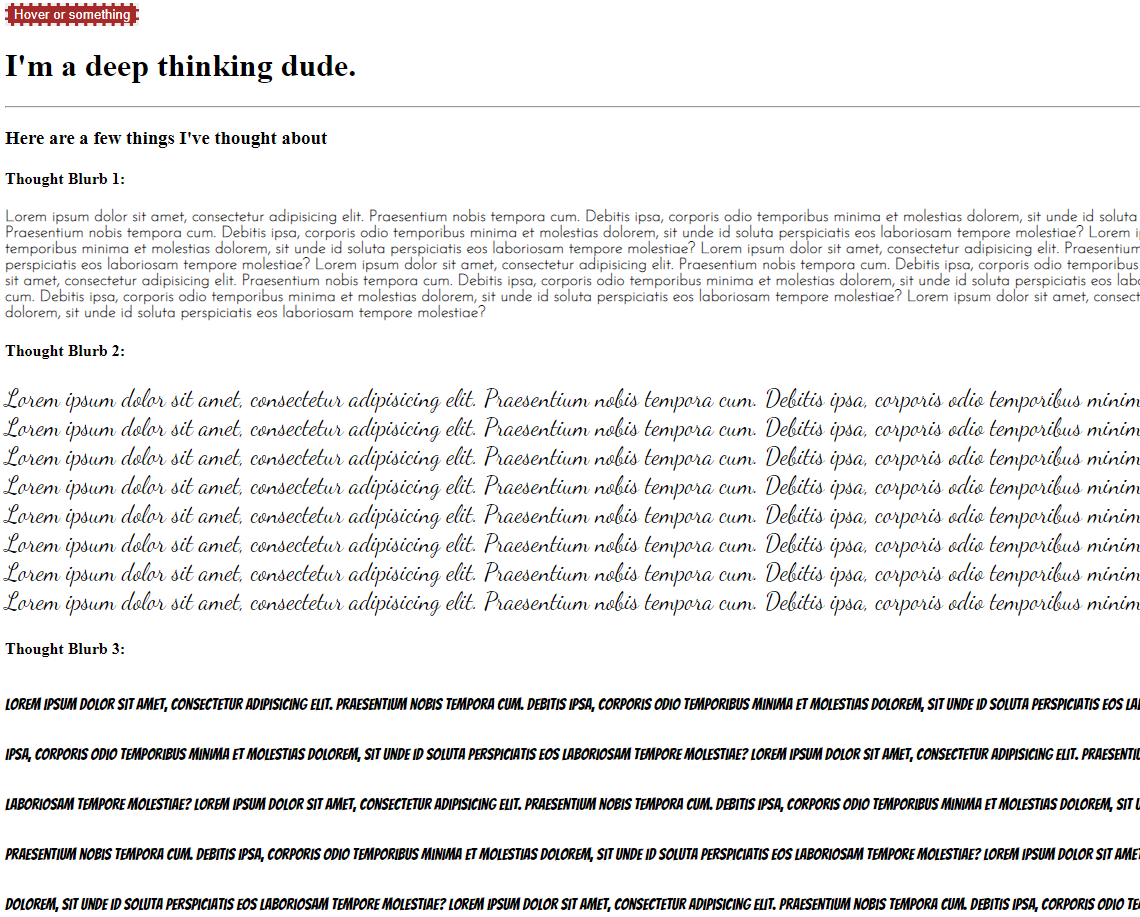 Hover or something
I'm a deep thinking dude.
Here are a few things I've thought about
Thought Blurb 1:
Lorem ipsum dolor sit amet, consectetur adipisicing elit. Praesentium nobis tempora cum. Debitis ipsa, corporis odio temporibus minima et molestias dolorem, sit unde id soluta
Praesentium nobis tempora cum. Debitis ipsa, corporis odio temporibus minima et molestias dolorem, sit unde id soluta perspiciatis eos laboriosam tempore molestiae? Lorem
temporibus minima et molestias dolorem, sit unde id soluta perspiciatis eos laboriosam tempore molestiae? Lorem ipsum dolor sit amet, consectetur adipisicing elit. Praesentium
perspiciatis eos laboriosam tempore molestiae? Lorem ipsum dolor sit amet, consectetur adipisicing elit. Praesentium nobis tempora cum. Debitis ipsa, corporis odio temporibus
sit amet, consectetur adipisicing elit. Praesentium nobis tempora cum. Debitis ipsa, corporis odio temporibus minima et molestias dolorem, sit unde id soluta perspiciatis eos
cum. Debitis ipsa, corporis odio temporibus minima et molestias dolorem, sit unde id soluta perspiciatis eos laboriosam tempore molestiae? Lorem ipsum dolor sit amet,
dolorem, sit unde id soluta perspiciatis eos laboriosam tempore molestiae?
Thought Blurb 2:
Lorem ipsum dolor sit amet, consectetur adipisicing elit. Praesentium nobis tempora cum. Debitis ipsa, corporis odio temporibus minim
Lorem ipsum dolor sit amet, consectetur adipisicing elit. Praesentium nobis tempora cum. Debitis ipsa, corporis odio temporibus minim
Lorem ipsum dolor sit amet, consectetur adipisicing elit. Praesentium nobis tempora cum. Debitis ipsa, corporis odio temporibus minim
Lorem ipsum dolor sit amet, consectetur adipisicing elit. Praesentium nobis tempora cum. Debitis ipsa, corporis odio temporibus minim
Lorem ipsum dolor sit amet, consectetur adipisicing elit. Praesentium nobis tempora cum. Debitis ipsa, corporis odio temporibus minim
Lorem ipsum dolor sit amet, consectetur adipisicing elit. Praesentium nobis tempora cum. Debitis ipsa, corporis odio temporibus minim
Lorem ipsum dolor sit amet, consectetur adipisicing elit. Praesentium nobis tempora cum. Debitis ipsa, corporis odio temporibus minim
Lorem ipsum dolor sit amet, consectetur adipisicing elit. Praesentium nobis tempora cum. Debitis ipsa, corporis odio temporibus minim
Thought Blurb 3:
LOREM IPSUM DOLOR SIT AMET, CONSECTETUR ADIPISICING ELIT. PRAESENTIUM NOBIS TEMPORA CUM. DEBITIS IPSA, CORPORIS ODIO TEMPORIBUS MINIMA ET MOLESTIAS DOLOREM, SIT UNDE ID SOLUTA PERSPICIATIS EOS
IPSA, CORPORIS ODIO TEMPORIBUS MINIMA ET MOLESTIAS DOLOREM, SIT UNDE ID SOLUTA PERSPICIATIS EOS LABORIOSAM TEMPORE MOLESTIAE? LOREM IPSUM DOLOR SIT AMET, CONSECTETUR ADIPISICING ELIT.
LABORIOSAM TEMPORE MOLESTIAE? LOREM IPSUM DOLOR SIT AMET, CONSECTETUR ADIPISICING ELIT. PRAESENTIUM NOBIS TEMPORA CUM. DEBITIS IPSA, CORPORIS ODIO TEMPORIBUS MINIMA ET MOLESTIAS DOLOREM, SIT
PRAESENTIUM NOBIS TEMPORA CUM. DEBITIS IPSA, CORPORIS ODIO TEMPORIBUS MINIMA ET MOLESTIAS DOLOREM, SIT UNDE ID SOLUTA PERSPICIATIS EOS LABORIOSAM TEMPORE MOLESTIAE? LOREM IPSUM DOLOR SIT AMET
DOLOREM, SIT UNDE ID SOLUTA PERSPICIATIS EOS LABORIOSAM TEMPORE MOLESTIAE? LOREM IPSUM DOLOR SIT AMET, CONSECTETUR ADIPISICING ELIT. PRAESENTIUM NOBIS TEMPORA CUM. DEBITIS IPSA, CORPORIS ODIO